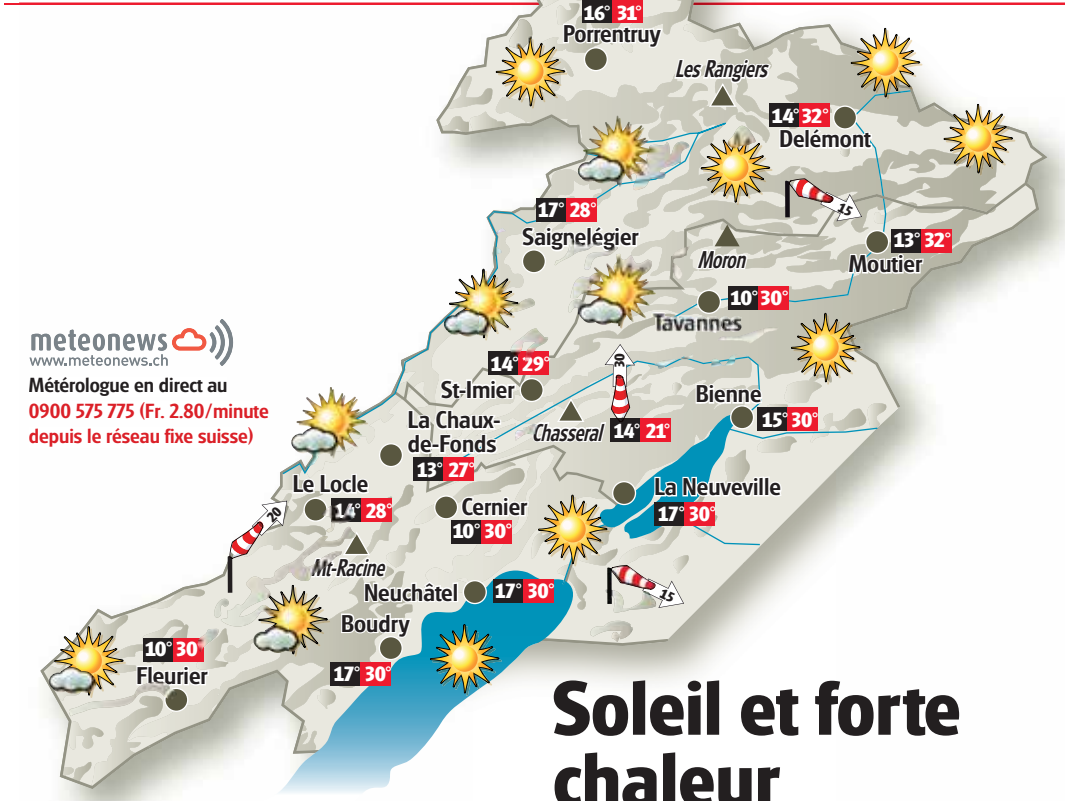 16° 31°
Porrentruy
Les Rangiers
14° 32°
Delémont
15
17° 28°
Saignelégier
Moron
13° 32°
Moutier
10° 30°
Tavannes
meteonews
www.meteonews.ch
Météorologue en direct au
0900 575 775 (Fr. 2.80/minute
depuis le réseau fixe suisse)
14° 29°
St-Imier
30
Chasseral
14° 21°
Bienne
15° 30°
La Chaux-
de-Fonds
13° 27°
Le Locle
14° 28°
Cernier
10° 30°
La Neuveville
17° 30°
20
Mt-Racine
Neuchâtel
17° 30°
15
Boudry
17° 30°
10° 30°
Fleurier
Soleil et forte
chaleur